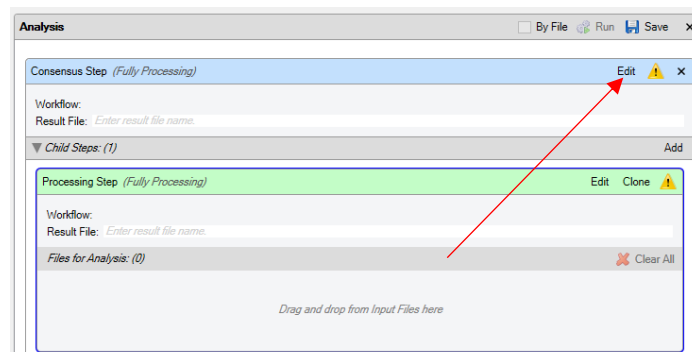 Analysis By File Run Save
Consensus Step (Fully Processing) Edit
Workflow:
Result File: Enter result file name.
Child Steps: (1) Add
Processing Step (Fully Processing) Edit Clone
Workflow:
Result File: Enter result file name.
Files for Analysis: (0) Clear All
Drag and drop from Input Files here